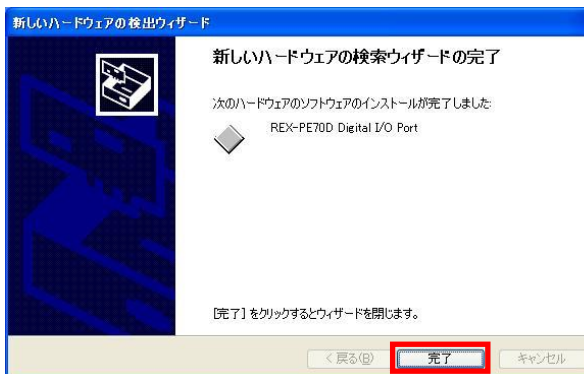 新しいハードウェアの検出ウィザード
新しいハードウェアの検索ウィザードの完了
次のハードウェアのソフトウェアのインストールが完了しました:
REX-PE70D Digital I/O Port
[完了] をクリックするとウィザードを閉じます。
< 戻る(B) 完了 キャンセル